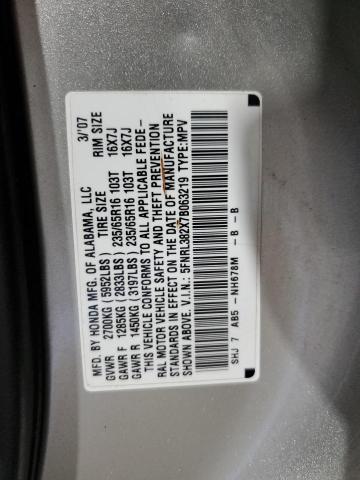 MFD. BY HONDA MFG. OF ALABAMA, LLC 3/'07
GVWR 2700KG (5952LBS) TIRE SIZE RIM SIZE
GAWR F 1285KG (2833LBS) 235/65R16 103T 16X7J
GAWR R 1450KG (3197LBS) 235/65R16 103T 16X7J
THIS VEHICLE CONFORMS TO ALL APPLICABLE FEDE-
RAL MOTOR VEHICLE SAFETY AND THEFT PREVENTION
STANDARDS IN EFFECT ON THE DATE OF MANUFACTURE
SHOWN ABOVE. V.I.N.: 5FNRL382X7B063219 TYPE:MPV
SHJ 7 AB5 - NH678M - B - B